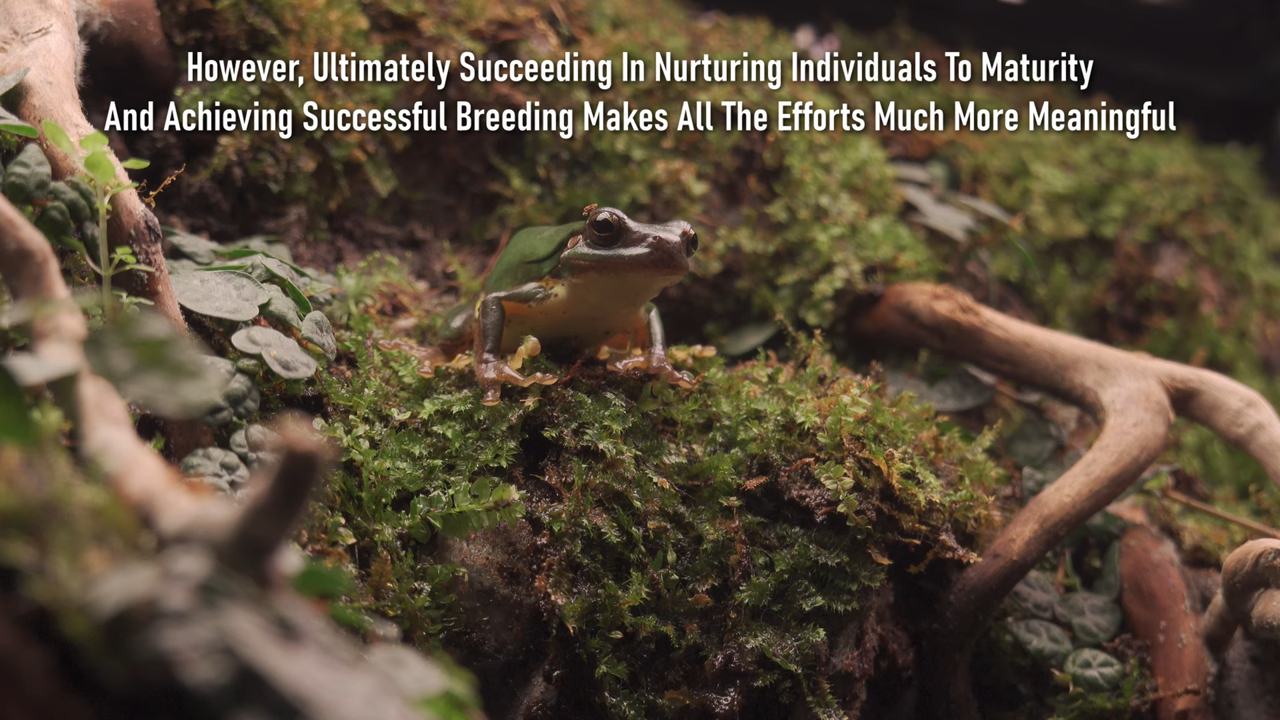 However, Ultimately Succeeding In Nurturing Individuals To Maturity
And Achieving Successful Breeding Makes All The Efforts Much More Meaningful